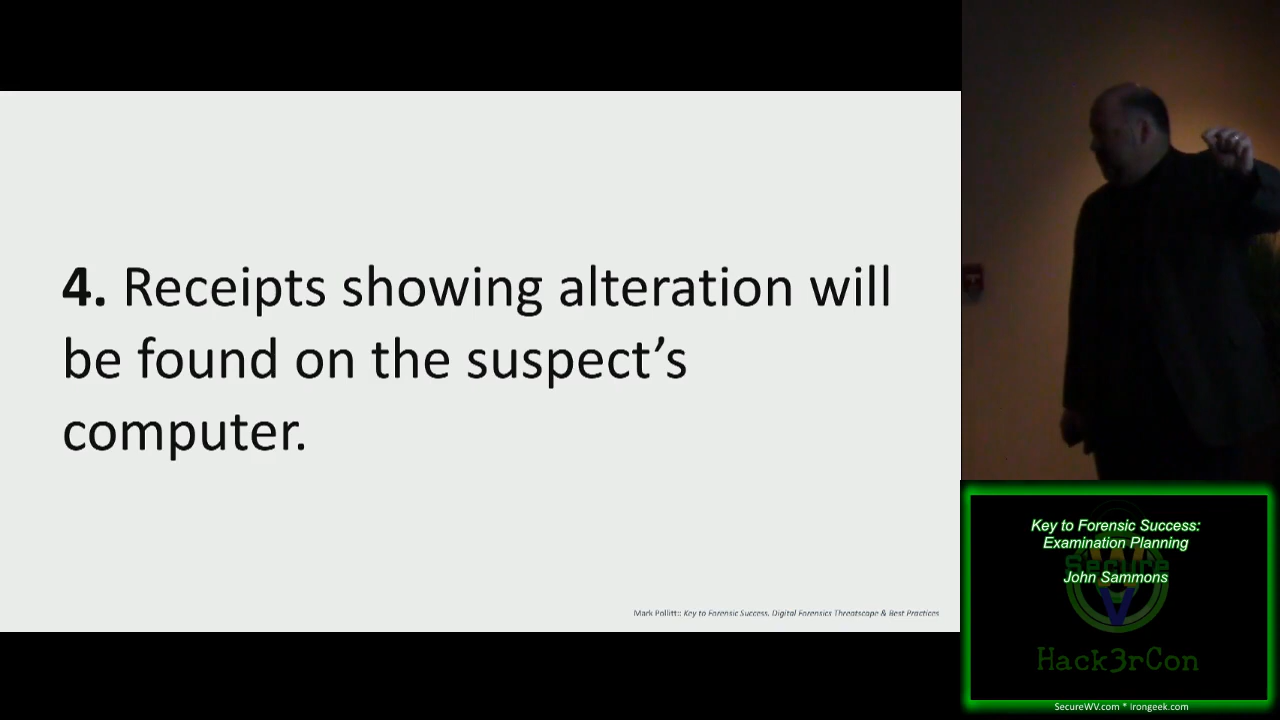 4. Receipts showing alteration will
be found on the suspect’s
computer.
Mark Pollitt:: Key to Forensic Success. Digital Forensics Threatscape & Best Practices
Key to Forensic Success:
Examination Planning
John Sammons
Secure
W
V
Hack3rCon
SecureWV.com * irongeek.com